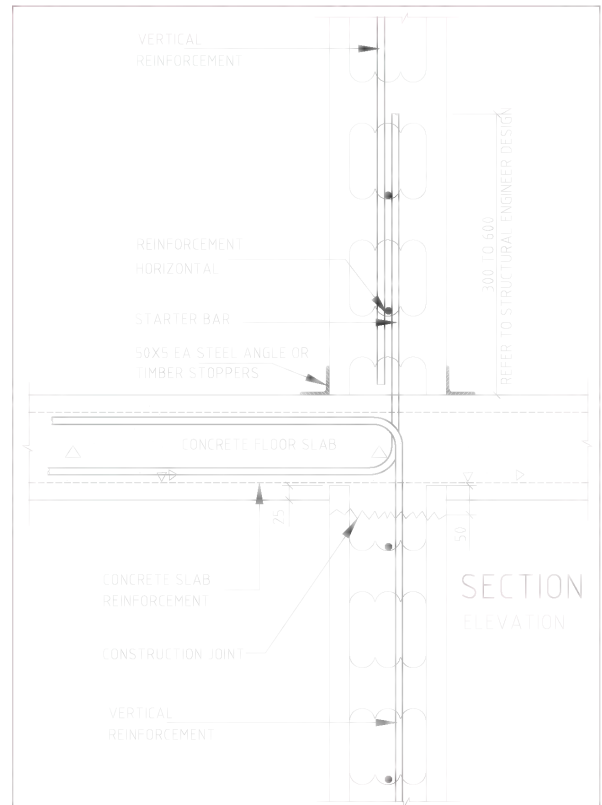 VERTICAL
REINFORCEMENT
300 TO 600
REFER TO STRUCTURAL ENGINEER DESIGN
REINFORCEMENT
HORIZONTAL
STARTER BAR
50X5 EA STEEL ANGLE OR
TIMBER STOPPERS
CONCRETE FLOOR SLAB
25
50
CONCRETE SLAB
REINFORCEMENT
SECTION
ELEVATION
CONSTRUCTION JOINT
VERTICAL
REINFORCEMENT